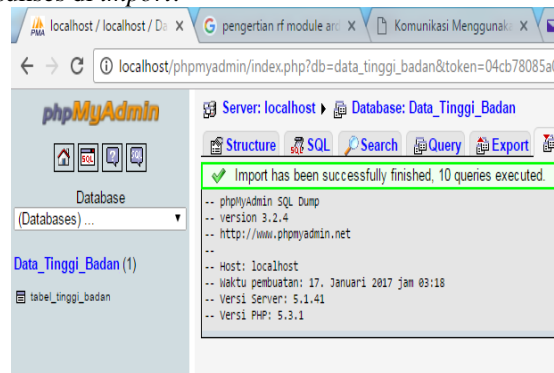 import.
localhost / localhost / Da
pengertian rf module ard
Komunikasi Menggunaka
localhost/phpmyadmin/index.php?db=data_tinggi_badan&token=04cb78085a
phpMyAdmin
Server: localhost Database: Data_Tinggi_Badan
Structure SQL Search Query Export
Import has been successfully finished, 10 queries executed.
Database
(Databases) ...
Data_Tinggi_Badan (1)
tabel_tinggi_badan
-- phpMyAdmin SQL Dump
-- version 3.2.4
-- http://www.phpmyadmin.net
--
-- Host: localhost
-- Waktu pembuatan: 17. Januari 2017 jam 03:18
-- Versi Server: 5.1.41
-- Versi PHP: 5.3.1